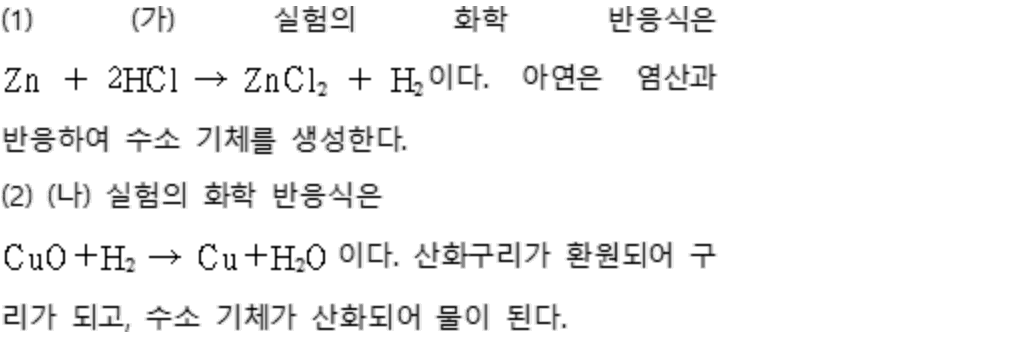 (1) (가) 실험의 화학 반응식은
Zn + 2HCl → ZnCl₂ + H₂이다. 아연은 염산과
반응하여 수소 기체를 생성한다.
(2) (나) 실험의 화학 반응식은
CuO+H₂ → Cu+H₂O 이다. 산화구리가 환원되어 구
리가 되고, 수소 기체가 산화되어 물이 된다.